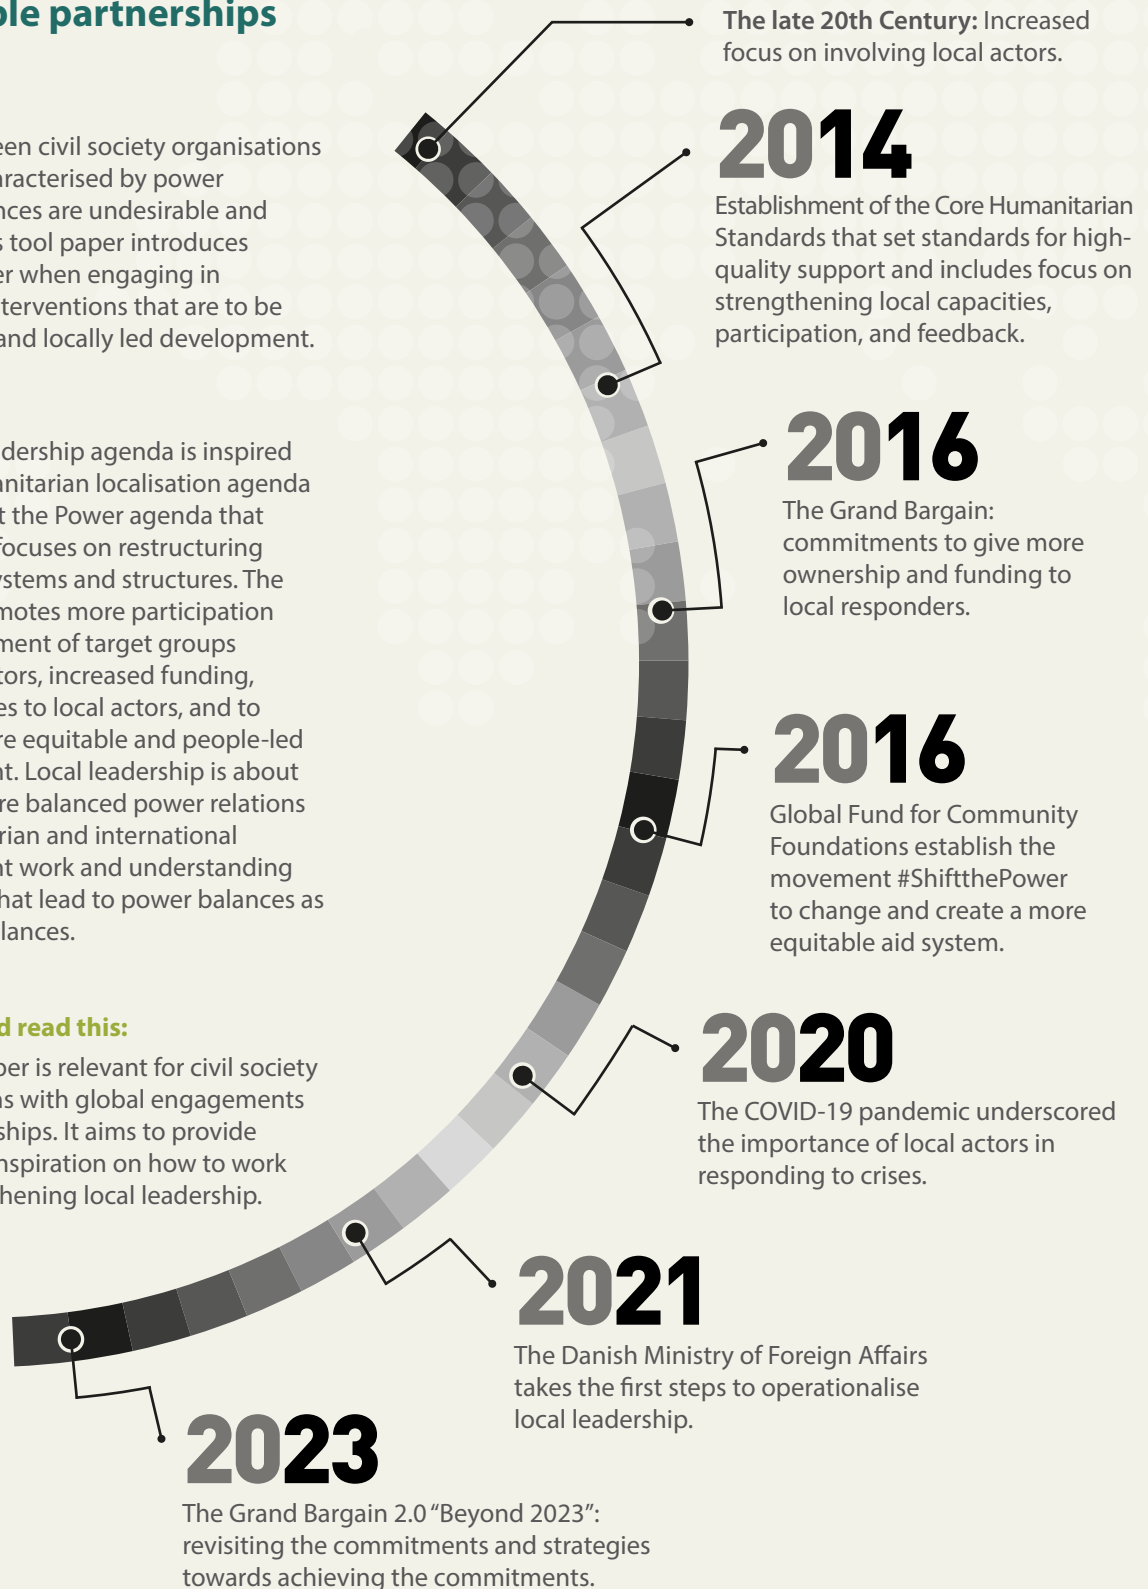 ble partnerships
een civil society organisations
aracterised by power
nces are undesirable and
s tool paper introduces
er when engaging in
terventions that are to be
and locally led development.
dership agenda is inspired
anitarian localisation agenda
t the Power agenda that
focuses on restructuring
ystems and structures. The
motes more participation
ment of target groups
tors, increased funding,
es to local actors, and to
re equitable and people-led
nt. Local leadership is about
re balanced power relations
rian and international
nt work and understanding
hat lead to power balances as
lances.
d read this:
per is relevant for civil society
ns with global engagements
ships. It aims to provide
nspiration on how to work
thening local leadership.
The late 20th Century: Increased
focus on involving local actors.
2014
Establishment of the Core Humanitarian
Standards that set standards for high-
quality support and includes focus on
strengthening local capacities,
participation, and feedback.
2016
The Grand Bargain:
commitments to give more
ownership and funding to
local responders.
2016
Global Fund for Community
Foundations establish the
movement #ShiftthePower
to change and create a more
equitable aid system.
2020
The COVID-19 pandemic underscored
the importance of local actors in
responding to crises.
2021
The Danish Ministry of Foreign Affairs
takes the first steps to operationalise
local leadership.
2023
The Grand Bargain 2.0 “Beyond 2023”:
revisiting the commitments and strategies
towards achieving the commitments.